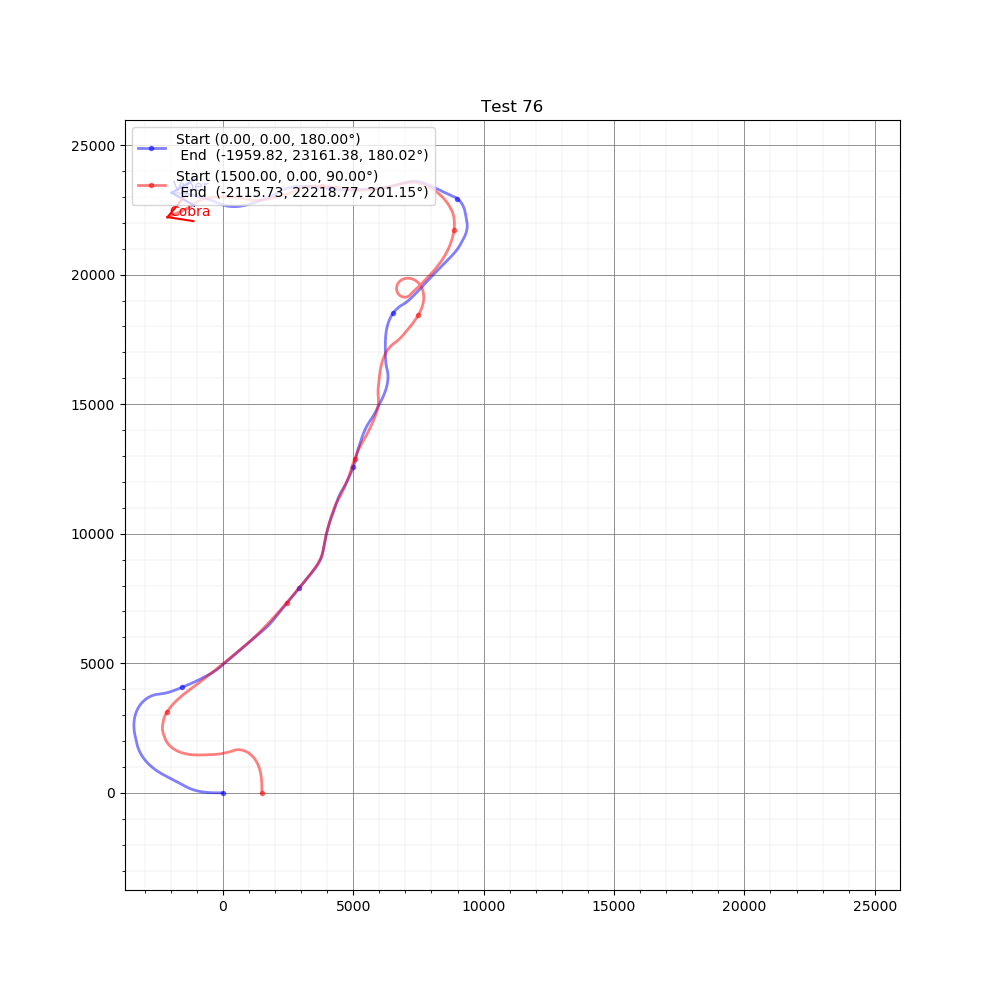 Test 76
Start (0.00, 0.00, 180.00°)
End  (-1959.82, 23161.38, 180.02°)
Start (1500.00, 0.00, 90.00°)
End  (-2115.73, 22218.77, 201.15°)
Cobra
25000
20000
15000
10000
5000
0
0
5000
10000
15000
20000
25000